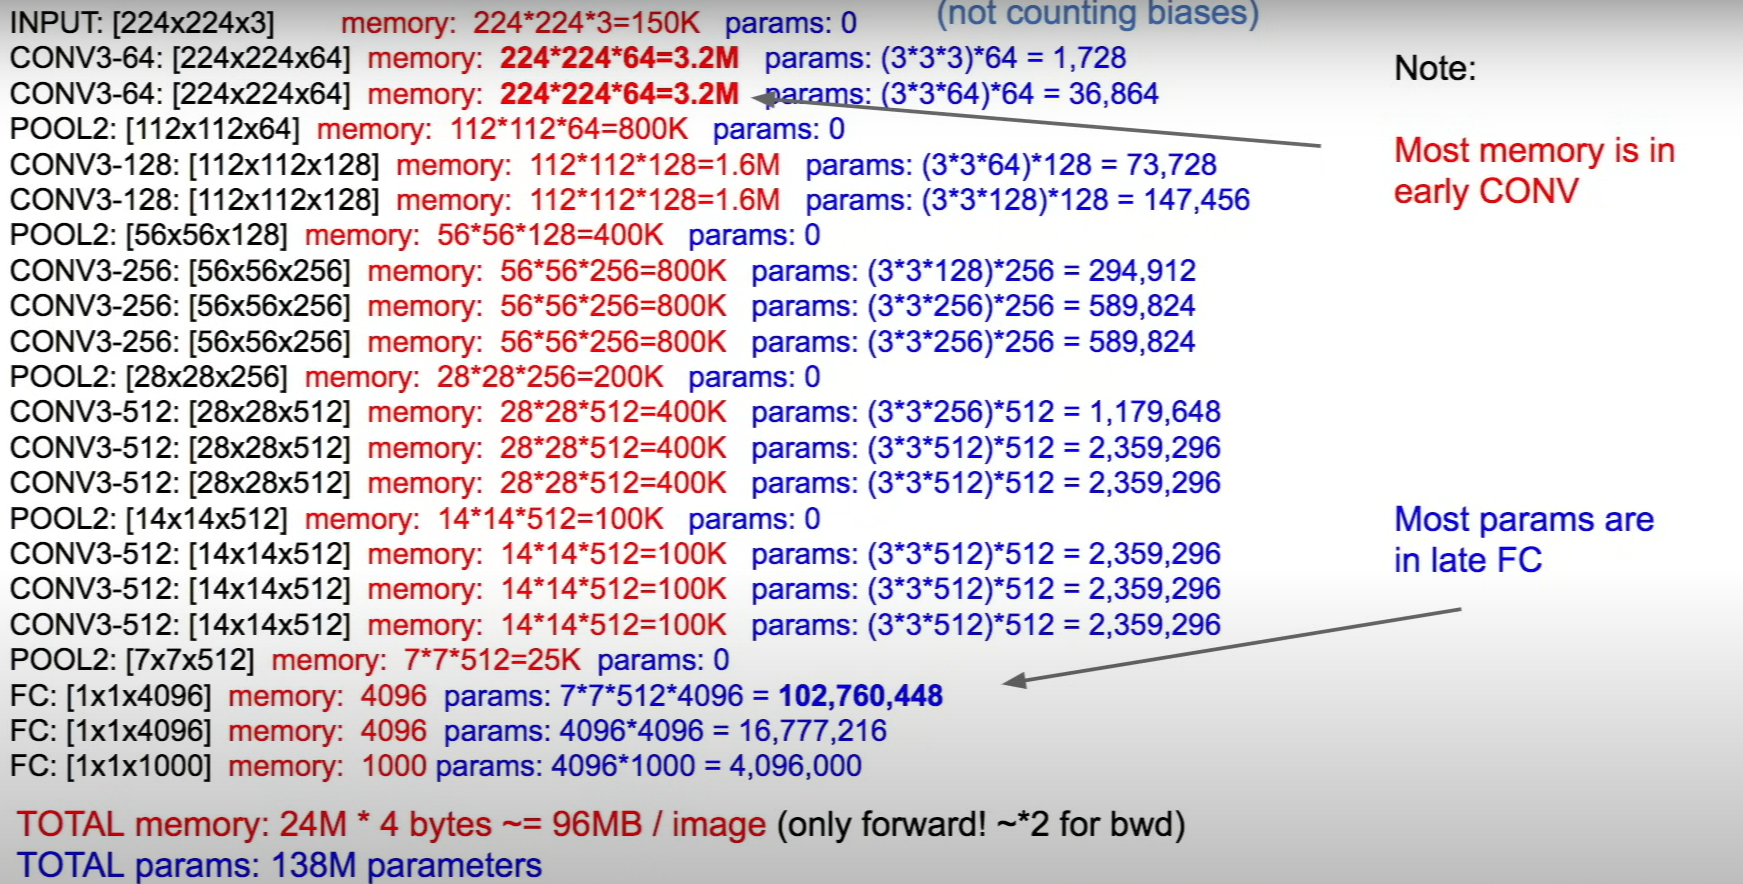 (not counting biases)
INPUT: [224x224x3] memory: 224*224*3=150K params: 0
CONV3-64: [224x224x64] memory: 224*224*64=3.2M params: (3*3*3)*64 = 1,728
CONV3-64: [224x224x64] memory: 224*224*64=3.2M params: (3*3*64)*64 = 36,864
POOL2: [112x112x64] memory: 112*112*64=800K params: 0
CONV3-128: [112x112x128] memory: 112*112*128=1.6M params: (3*3*64)*128 = 73,728
CONV3-128: [112x112x128] memory: 112*112*128=1.6M params: (3*3*128)*128 = 147,456
POOL2: [56x56x128] memory: 56*56*128=400K params: 0
CONV3-256: [56x56x256] memory: 56*56*256=800K params: (3*3*128)*256 = 294,912
CONV3-256: [56x56x256] memory: 56*56*256=800K params: (3*3*256)*256 = 589,824
CONV3-256: [56x56x256] memory: 56*56*256=800K params: (3*3*256)*256 = 589,824
POOL2: [28x28x256] memory: 28*28*256=200K params: 0
CONV3-512: [28x28x512] memory: 28*28*512=400K params: (3*3*256)*512 = 1,179,648
CONV3-512: [28x28x512] memory: 28*28*512=400K params: (3*3*512)*512 = 2,359,296
CONV3-512: [28x28x512] memory: 28*28*512=400K params: (3*3*512)*512 = 2,359,296
POOL2: [14x14x512] memory: 14*14*512=100K params: 0
CONV3-512: [14x14x512] memory: 14*14*512=100K params: (3*3*512)*512 = 2,359,296
CONV3-512: [14x14x512] memory: 14*14*512=100K params: (3*3*512)*512 = 2,359,296
CONV3-512: [14x14x512] memory: 14*14*512=100K params: (3*3*512)*512 = 2,359,296
POOL2: [7x7x512] memory: 7*7*512=25K params: 0
FC: [1x1x4096] memory: 4096 params: 7*7*512*4096 = 102,760,448
FC: [1x1x4096] memory: 4096 params: 4096*4096 = 16,777,216
FC: [1x1x1000] memory: 1000 params: 4096*1000 = 4,096,000
TOTAL memory: 24M * 4 bytes ~= 96MB / image (only forward! ~*2 for bwd)
TOTAL params: 138M parameters
Note:
Most memory is in
early CONV
Most params are
in late FC